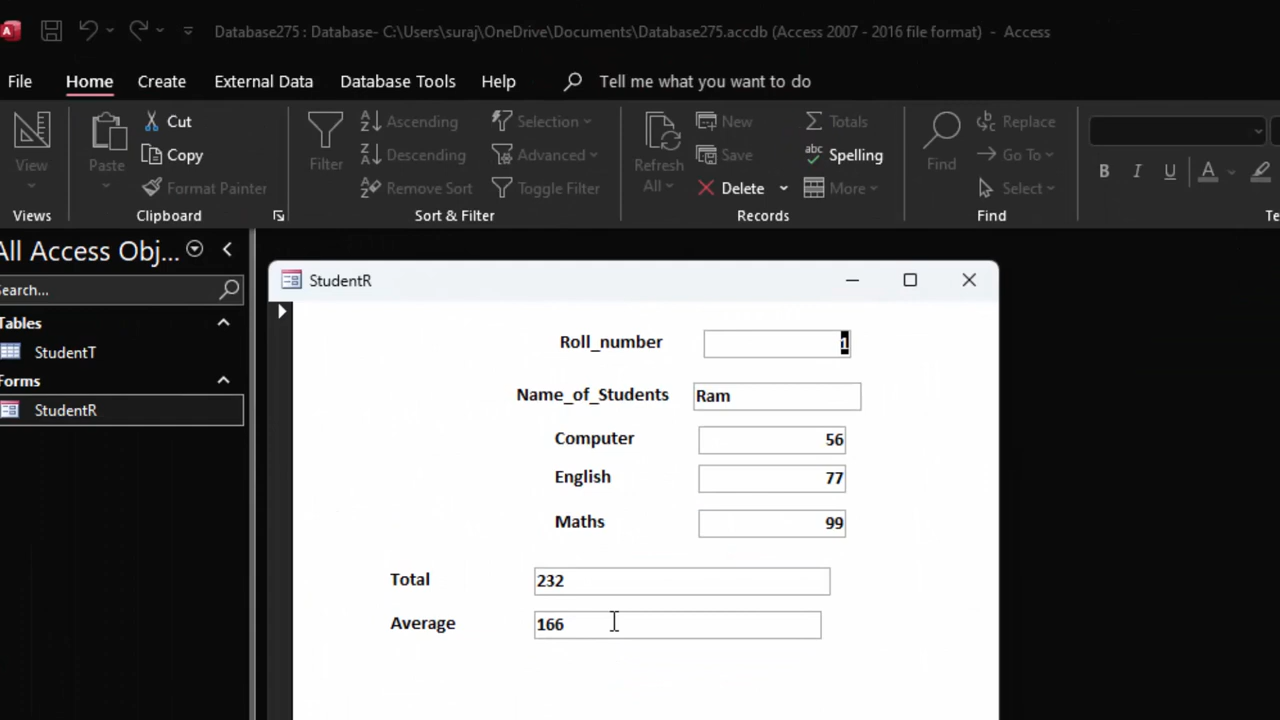 Database275 : Database- C:\Users\suraj\OneDrive\Documents\Database275.accdb (Access 2007 - 2016 file format) - Access
File Home Create External Data Database Tools Help Tell me what you want to do
View
Paste
Cut
Copy
Format Painter
Filter
Ascending
Descending
Remove Sort
Selection
Advanced
Toggle Filter
Refresh
All
New
Save
Delete
Totals
Spelling
More
Find
Replace
Go To
Select
B I U A
Views Clipboard Sort & Filter Records Find Te
All Access Obj...
Search...
Tables
StudentT
Forms
StudentR
StudentR
Roll_number 1
Name_of_Students Ram
Computer 56
English 77
Maths 99
Total 232
Average 166